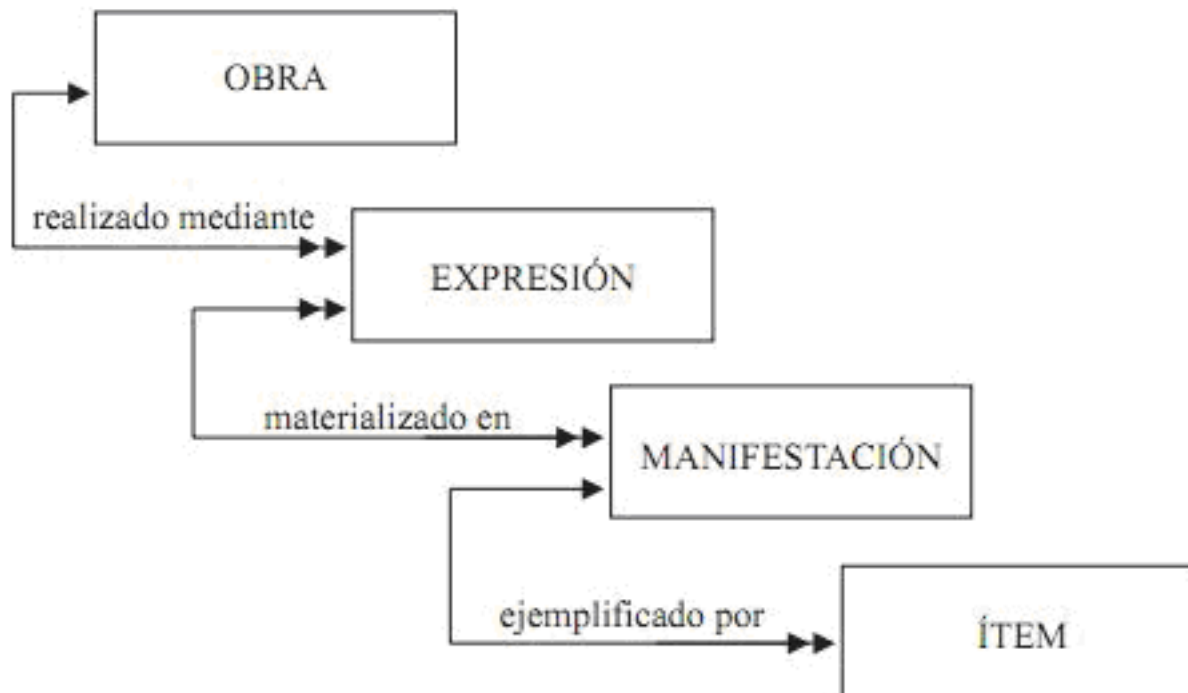 OBRA
realizado mediante
EXPRESIÓN
materializado en
MANIFESTACIÓN
ejemplificado por
ÍTEM